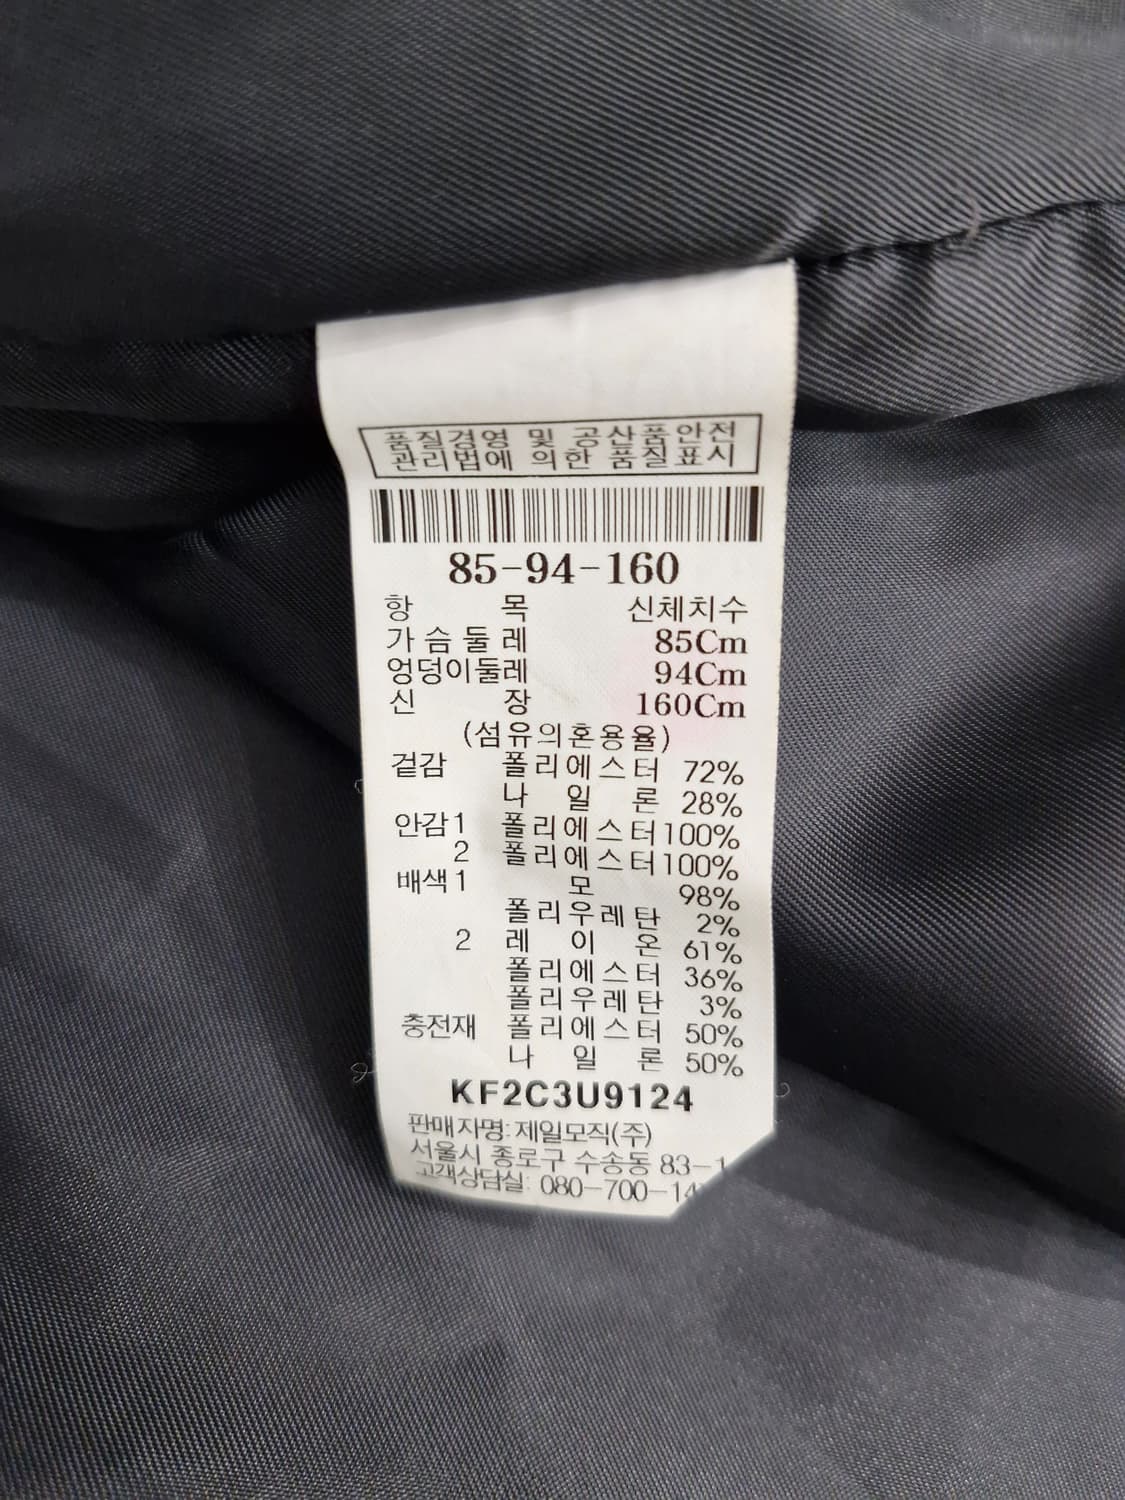 품질경영 및 공산품안전
관리법에 의한 품질표시
85-94-160
항 목 신체치수
가슴둘레 85Cm
엉덩이둘레 94Cm
신 장 160Cm
(섬유의혼용율)
겉감 폴리에스터 72%
나 일 론 28%
안감1 폴리에스터 100%
2 폴리에스터 100%
배색1 모 98%
폴리우레탄 2%
2 레 이 온 61%
폴리에스터 36%
폴리우레탄 3%
충전재 폴리에스터 50%
나 일 론 50%
KF2C3U9124
판매자명:제일모직(주)
서울시 종로구 수송동 83-1
고객상담실: 080-700-14